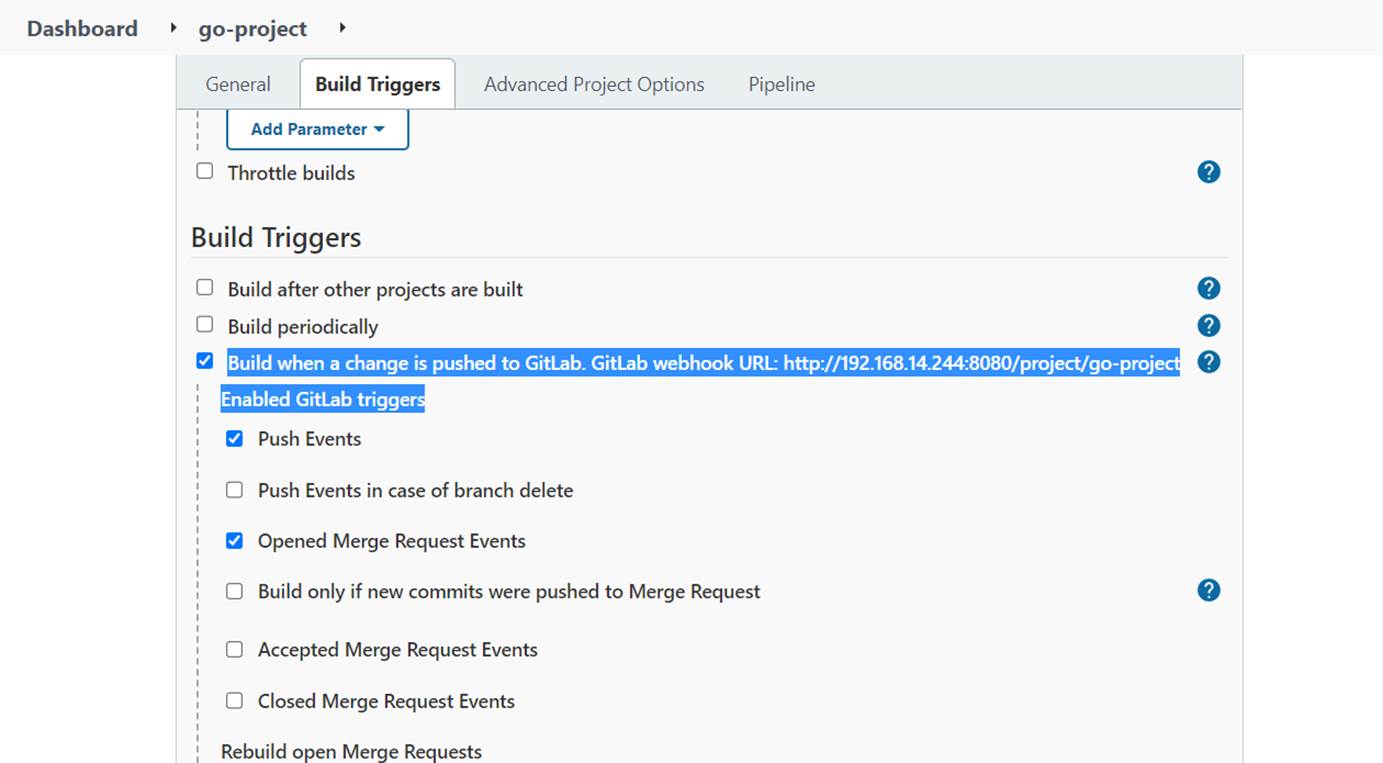 Dashboard go-project
General Build Triggers Advanced Project Options Pipeline
Add Parameter
Throttle builds ?
Build Triggers
Build after other projects are built ?
Build periodically ?
Build when a change is pushed to GitLab. GitLab webhook URL: http://192.168.14.244:8080/project/go-project ?
Enabled GitLab triggers
Push Events
Push Events in case of branch delete
Opened Merge Request Events
Build only if new commits were pushed to Merge Request ?
Accepted Merge Request Events
Closed Merge Request Events
Rebuild open Merge Requests